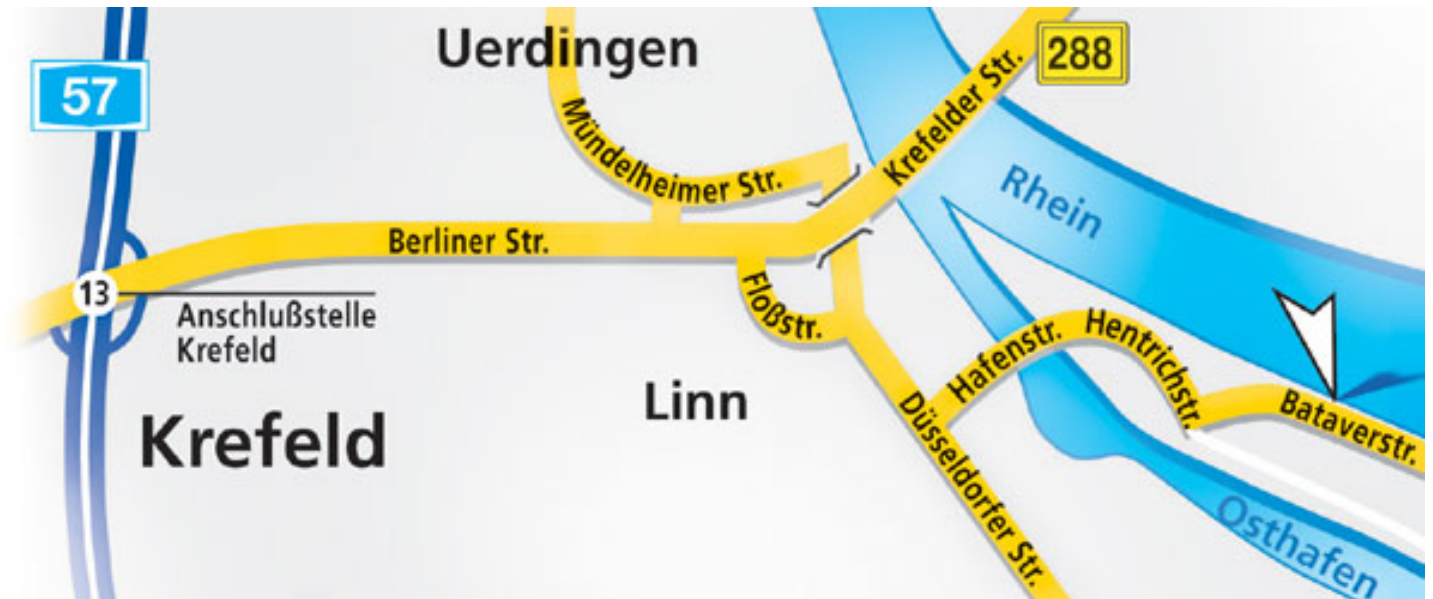 Uerdingen
288
57
Krefelder Str.
Mündelheimer Str.
Rhein
Berliner Str.
13
Anschlußstelle
Krefeld
Floßstr.
Hafenstr.
Hentrichstr.
Linn
Krefeld
Düsseldorfer Str.
Bataverstr.
Osthafen